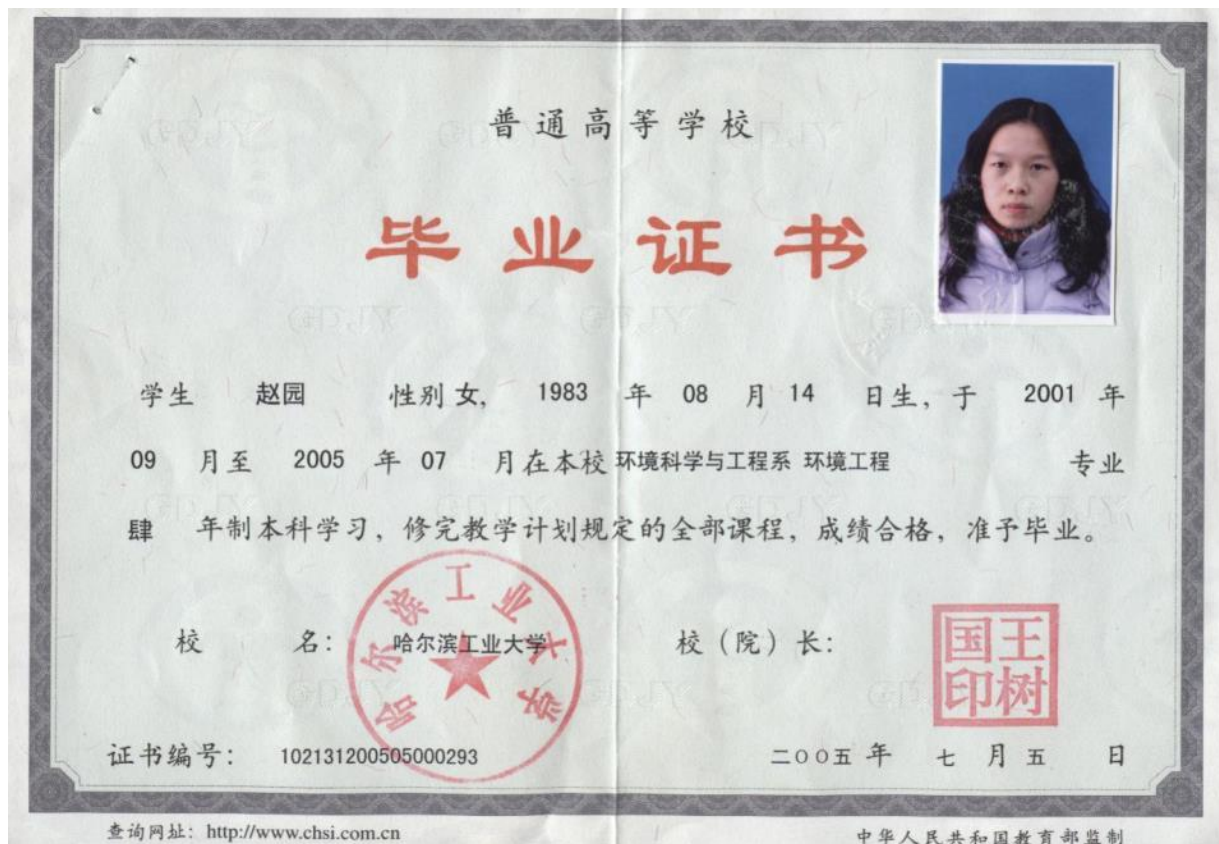 普通高等学校
毕业证书
学生 赵园 性别 女, 1983 年 08 月 14 日生, 于 2001 年
09 月至 2005 年 07 月在本校 环境科学与工程系 环境工程 专业
肆 年制本科学习, 修完教学计划规定的全部课程, 成绩合格, 准予毕业。
哈尔滨工业大学
校 名: 哈尔滨工业大学 校（院）长:
王树国印
证书编号: 102131200505000293 二○○五 年 七 月 五 日
查询网址: http://www.chsi.com.cn 中华人民共和国教育部监制